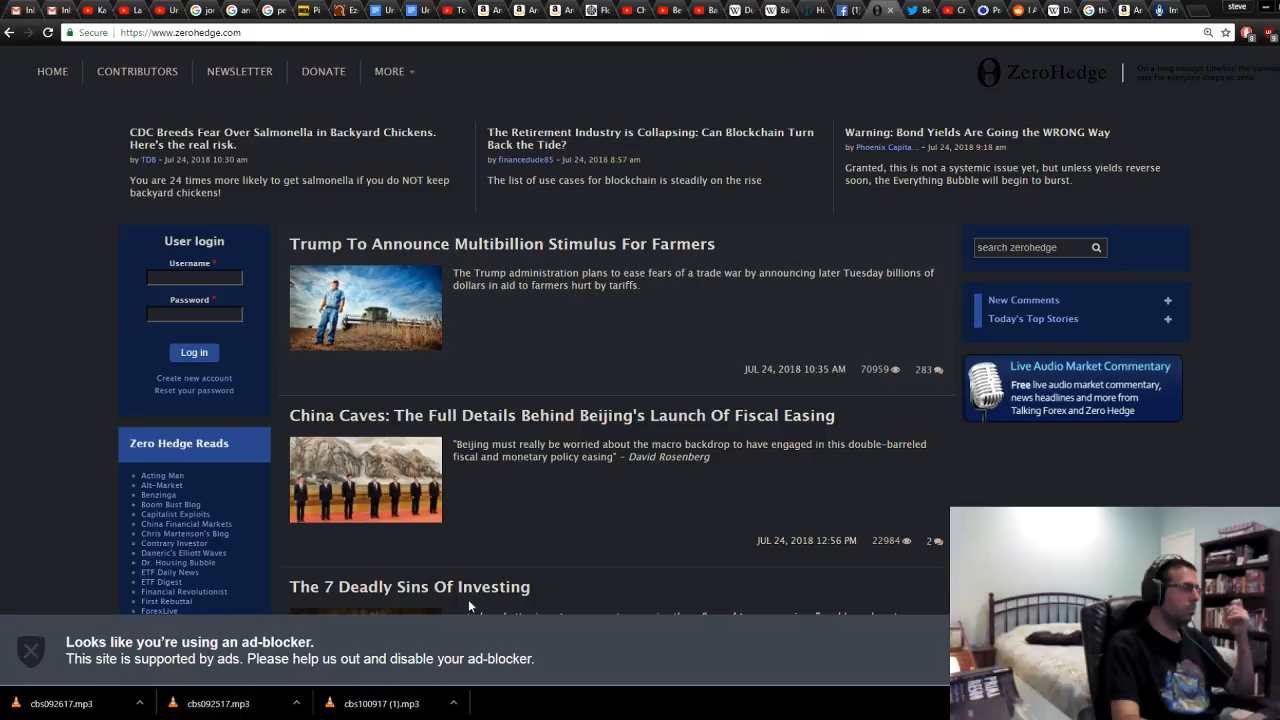 steve
Secure https://www.zerohedge.com
HOME CONTRIBUTORS NEWSLETTER DONATE MORE
ZeroHedge
On a long enough timeline the survival
rate for everyone drops to zero.
CDC Breeds Fear Over Salmonella in Backyard Chickens.
Here's the real risk.
by TDB - Jul 24, 2018 10:30 am
You are 24 times more likely to get salmonella if you do NOT keep
backyard chickens!
The Retirement Industry is Collapsing: Can Blockchain Turn
Back the Tide?
by financedude85 - Jul 24, 2018 8:57 am
The list of use cases for blockchain is steadily on the rise
Warning: Bond Yields Are Going the WRONG Way
by Phoenix Capita... - Jul 24, 2018 9:18 am
Granted, this is not a systemic issue yet, but unless yields reverse
soon, the Everything Bubble will begin to burst.
User login
Username *
Password *
Log in
Create new account
Reset your password
Zero Hedge Reads
Acting Man
Alt-Market
Benzinga
Boom Bust Blog
Capitalist Exploits
China Financial Markets
Chris Martenson's Blog
Contrary Investor
Daneric's Elliott Waves
Dr. Housing Bubble
ETF Daily News
ETF Digest
Financial Revolutionist
First Rebuttal
ForexLive
Trump To Announce Multibillion Stimulus For Farmers
The Trump administration plans to ease fears of a trade war by announcing later Tuesday billions of
dollars in aid to farmers hurt by tariffs.
JUL 24, 2018 10:35 AM 70959 283
China Caves: The Full Details Behind Beijing's Launch Of Fiscal Easing
"Beijing must really be worried about the macro backdrop to have engaged in this double-barreled
fiscal and monetary policy easing" – David Rosenberg
JUL 24, 2018 12:56 PM 22984 2
The 7 Deadly Sins Of Investing
search zerohedge
New Comments +
Today's Top Stories +
Live Audio Market Commentary
Free live audio market commentary,
news headlines and more from
Talking Forex and Zero Hedge
Looks like you're using an ad-blocker.
This site is supported by ads. Please help us out and disable your ad-blocker.
cbs092617.mp3
cbs092517.mp3
cbs100917 (1).mp3